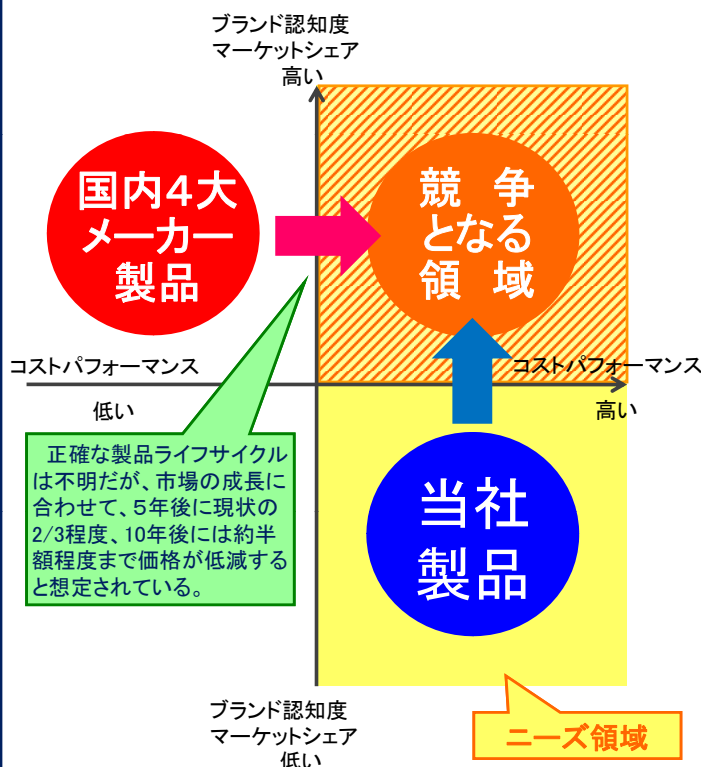 ブランド認知度
マーケットシェア
高い
国内４大
メーカー
製品
競　争
となる
領　域
コストパフォーマンス
低い
コストパフォーマンス
高い
　正確な製品ライフサイクル
は不明だが、市場の成長に
合わせて、５年後に現状の
2/3程度、10年後には約半
額程度まで価格が低減する
と想定されている。
当社
製品
ニーズ領域
ブランド認知度
マーケットシェア
低い